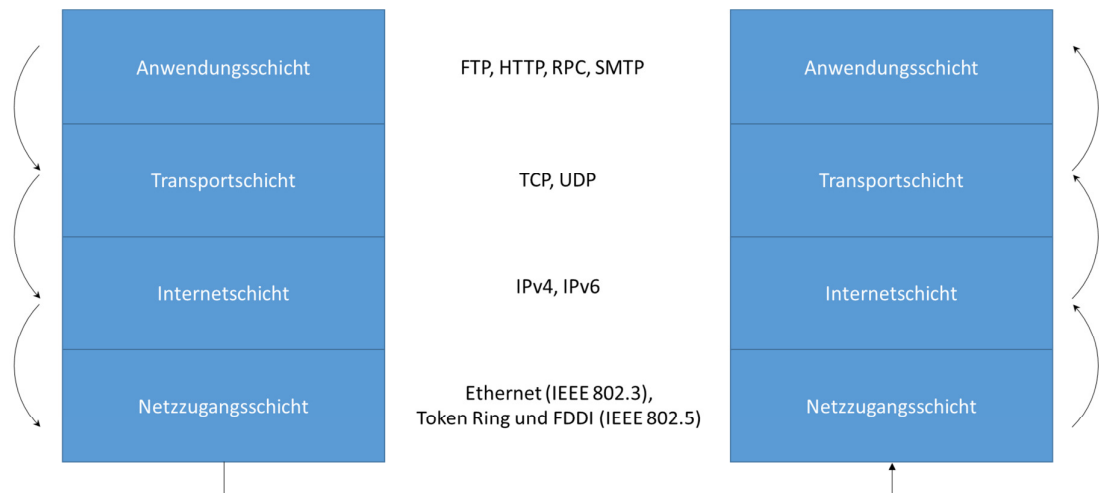 Anwendungsschicht
FTP, HTTP, RPC, SMTP
Anwendungsschicht
Transportschicht
TCP, UDP
Transportschicht
Internetschicht
IPv4, IPv6
Internetschicht
Netzzugangsschicht
Ethernet (IEEE 802.3),
Token Ring und FDDI (IEEE 802.5)
Netzzugangsschicht